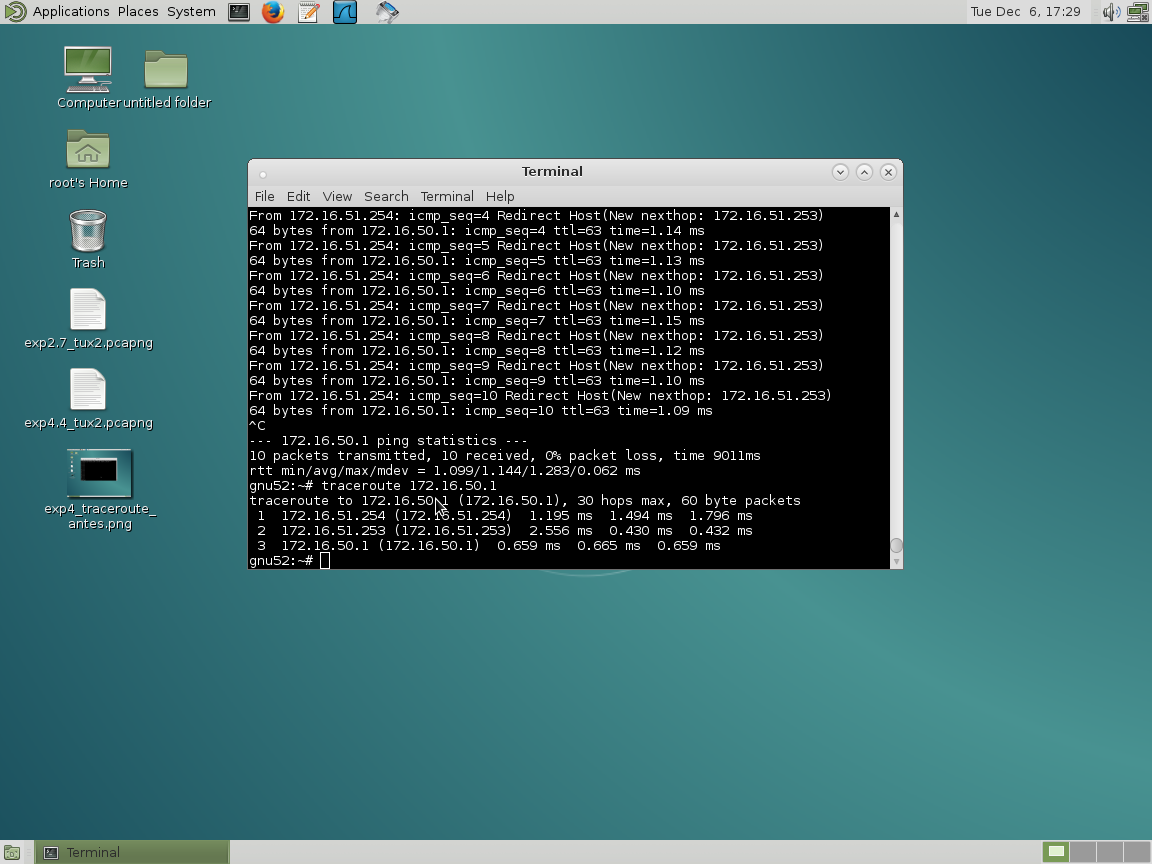 Applications Places System
Tue Dec  6, 17:29
Computer
untitled folder
root's Home
Trash
exp2.7_tux2.pcapng
exp4.4_tux2.pcapng
exp4_traceroute_
antes.png
Terminal
File Edit View Search Terminal Help
From 172.16.51.254: icmp_seq=4 Redirect Host(New nexthop: 172.16.51.253)
64 bytes from 172.16.50.1: icmp_seq=4 ttl=63 time=1.14 ms
From 172.16.51.254: icmp_seq=5 Redirect Host(New nexthop: 172.16.51.253)
64 bytes from 172.16.50.1: icmp_seq=5 ttl=63 time=1.13 ms
From 172.16.51.254: icmp_seq=6 Redirect Host(New nexthop: 172.16.51.253)
64 bytes from 172.16.50.1: icmp_seq=6 ttl=63 time=1.10 ms
From 172.16.51.254: icmp_seq=7 Redirect Host(New nexthop: 172.16.51.253)
64 bytes from 172.16.50.1: icmp_seq=7 ttl=63 time=1.15 ms
From 172.16.51.254: icmp_seq=8 Redirect Host(New nexthop: 172.16.51.253)
64 bytes from 172.16.50.1: icmp_seq=8 ttl=63 time=1.12 ms
From 172.16.51.254: icmp_seq=9 Redirect Host(New nexthop: 172.16.51.253)
64 bytes from 172.16.50.1: icmp_seq=9 ttl=63 time=1.10 ms
From 172.16.51.254: icmp_seq=10 Redirect Host(New nexthop: 172.16.51.253)
64 bytes from 172.16.50.1: icmp_seq=10 ttl=63 time=1.09 ms
^C
--- 172.16.50.1 ping statistics ---
10 packets transmitted, 10 received, 0% packet loss, time 9011ms
rtt min/avg/max/mdev = 1.099/1.144/1.283/0.062 ms
gnu52:~# traceroute 172.16.50.1
traceroute to 172.16.50.1 (172.16.50.1), 30 hops max, 60 byte packets
 1  172.16.51.254 (172.16.51.254)  1.195 ms  1.494 ms  1.796 ms
 2  172.16.51.253 (172.16.51.253)  2.556 ms  0.430 ms  0.432 ms
 3  172.16.50.1 (172.16.50.1)  0.659 ms  0.665 ms  0.659 ms
gnu52:~#
Terminal